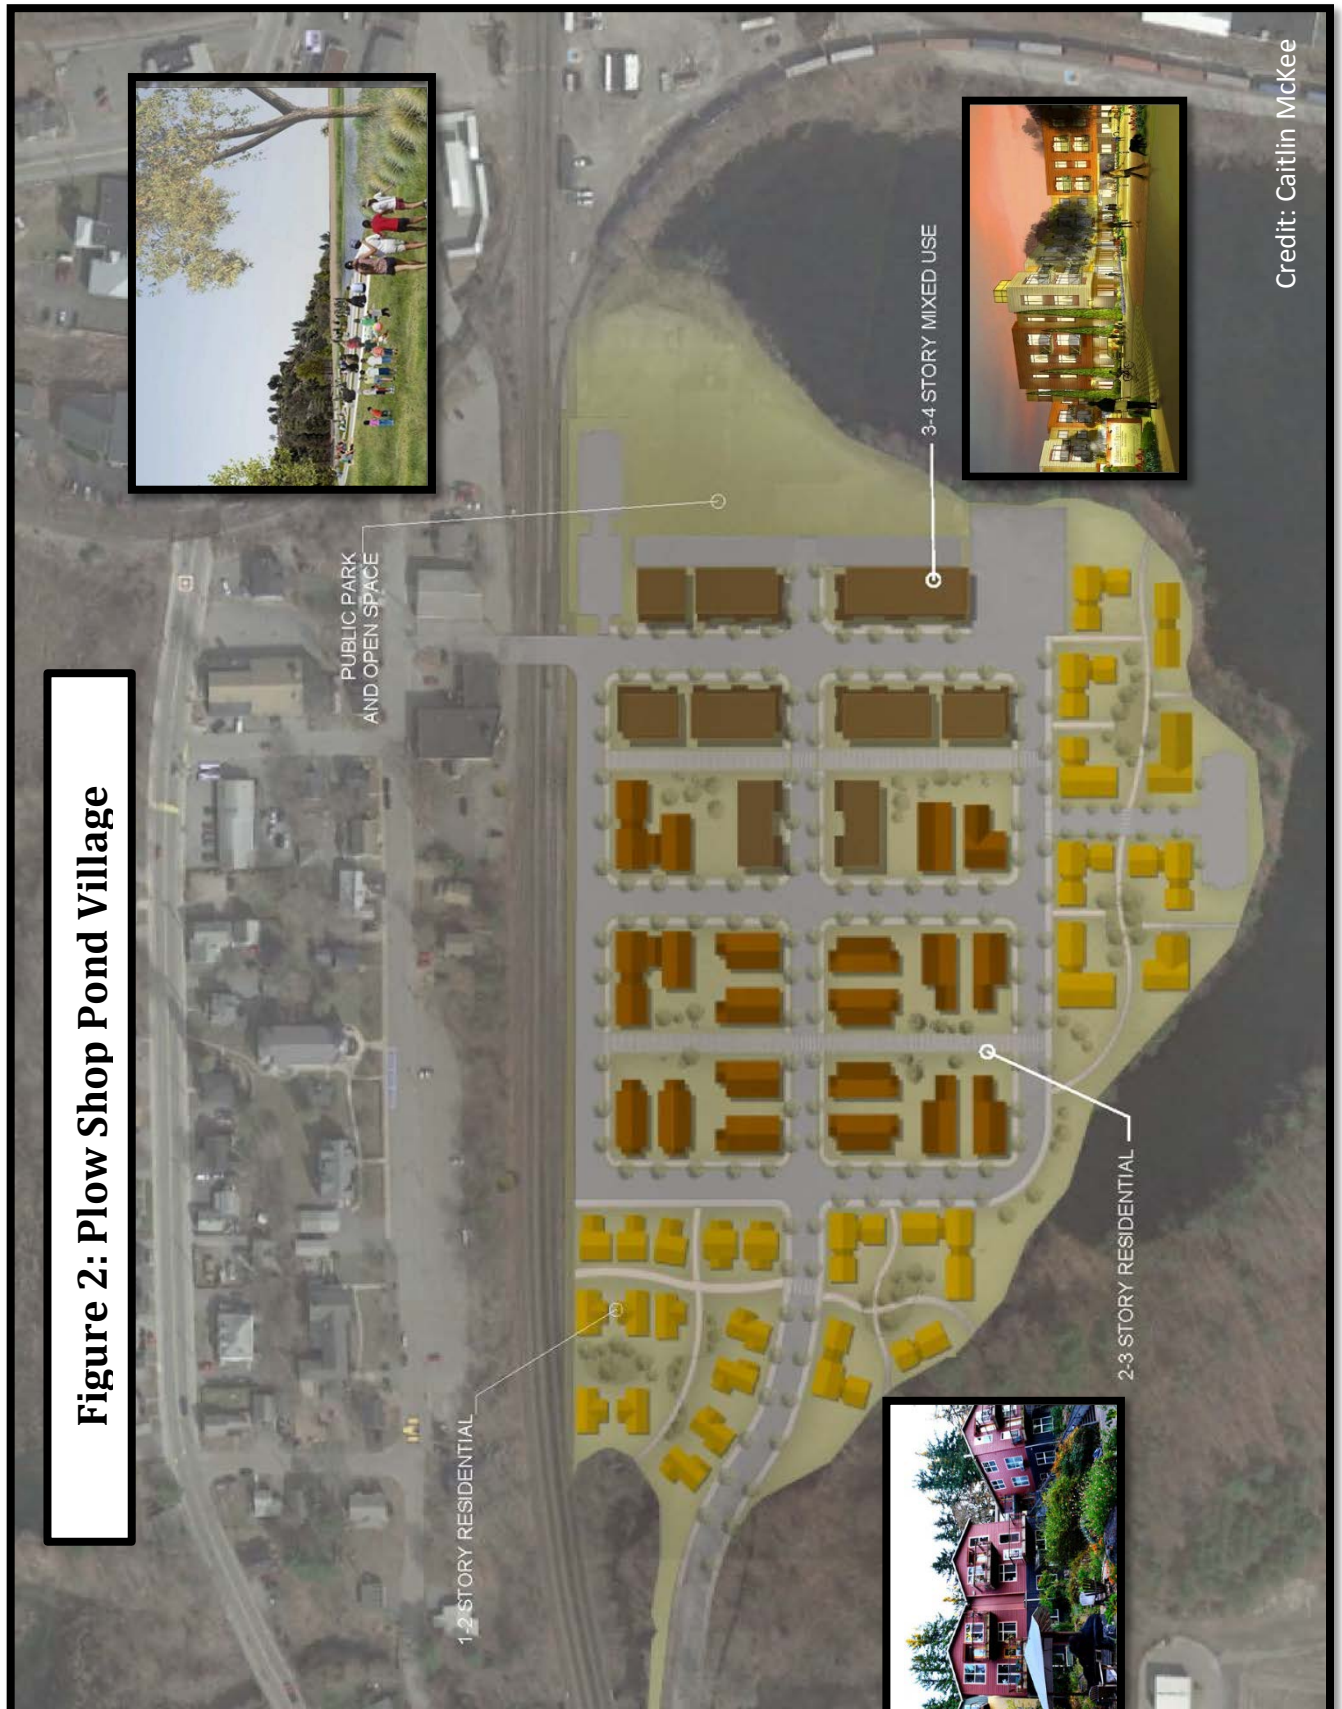 Figure 2: Plow Shop Pond Village
PUBLIC PARK
AND OPEN SPACE
1-2 STORY RESIDENTIAL
3-4 STORY MIXED USE
2-3 STORY RESIDENTIAL
Credit: Caitlin McKee